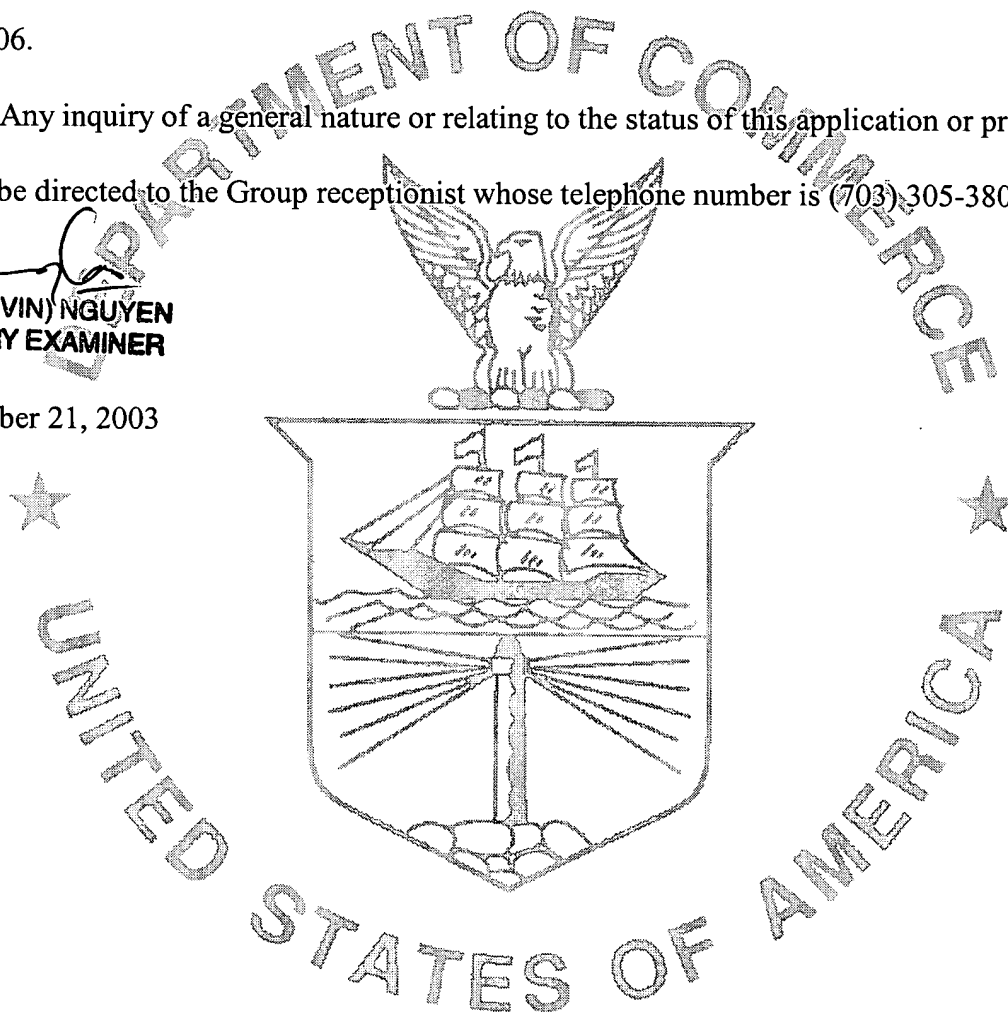 06.
Any inquiry of a general nature or relating to the status of this application or pr
be directed to the Group receptionist whose telephone number is (703) 305-380
VIN) NGUYEN
Y EXAMINER
ber 21, 2003
DEPARTMENT OF COMMERCE
UNITED STATES OF AMERICA